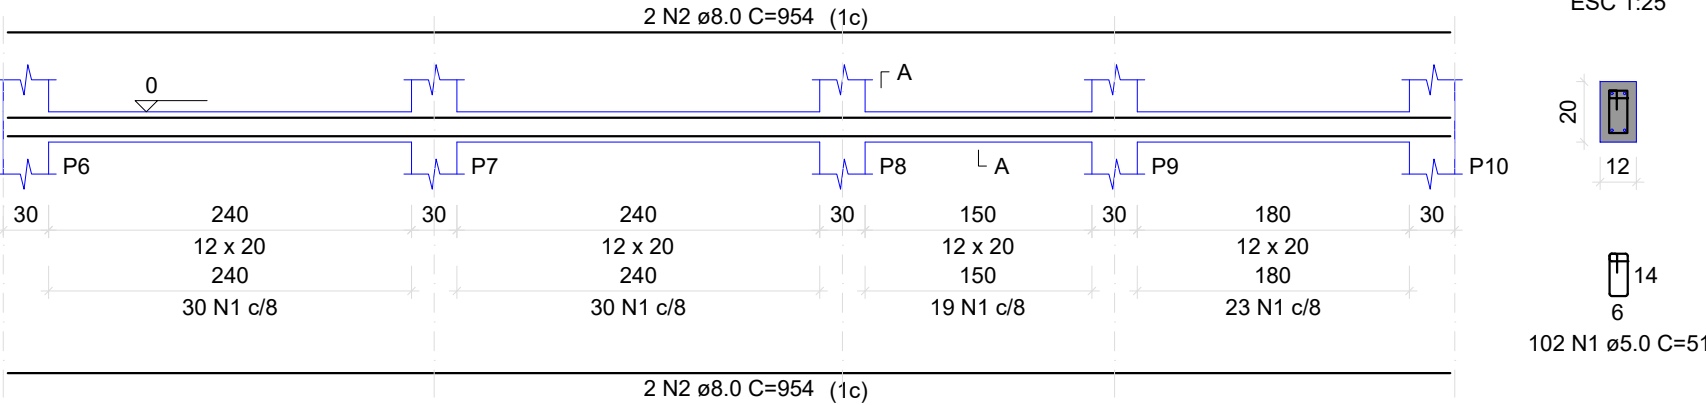 2 N2 ø8.0 C=954 (1c)
ESC 1:25
0
A
20
P6 P7 P8 A P9 P10
12
30 240 30 240 30 150 30 180 30
12 x 20 12 x 20 12 x 20 12 x 20
240 240 150 180
14
30 N1 c/8 30 N1 c/8 19 N1 c/8 23 N1 c/8
6
102 N1 ø5.0 C=51
2 N2 ø8.0 C=954 (1c)